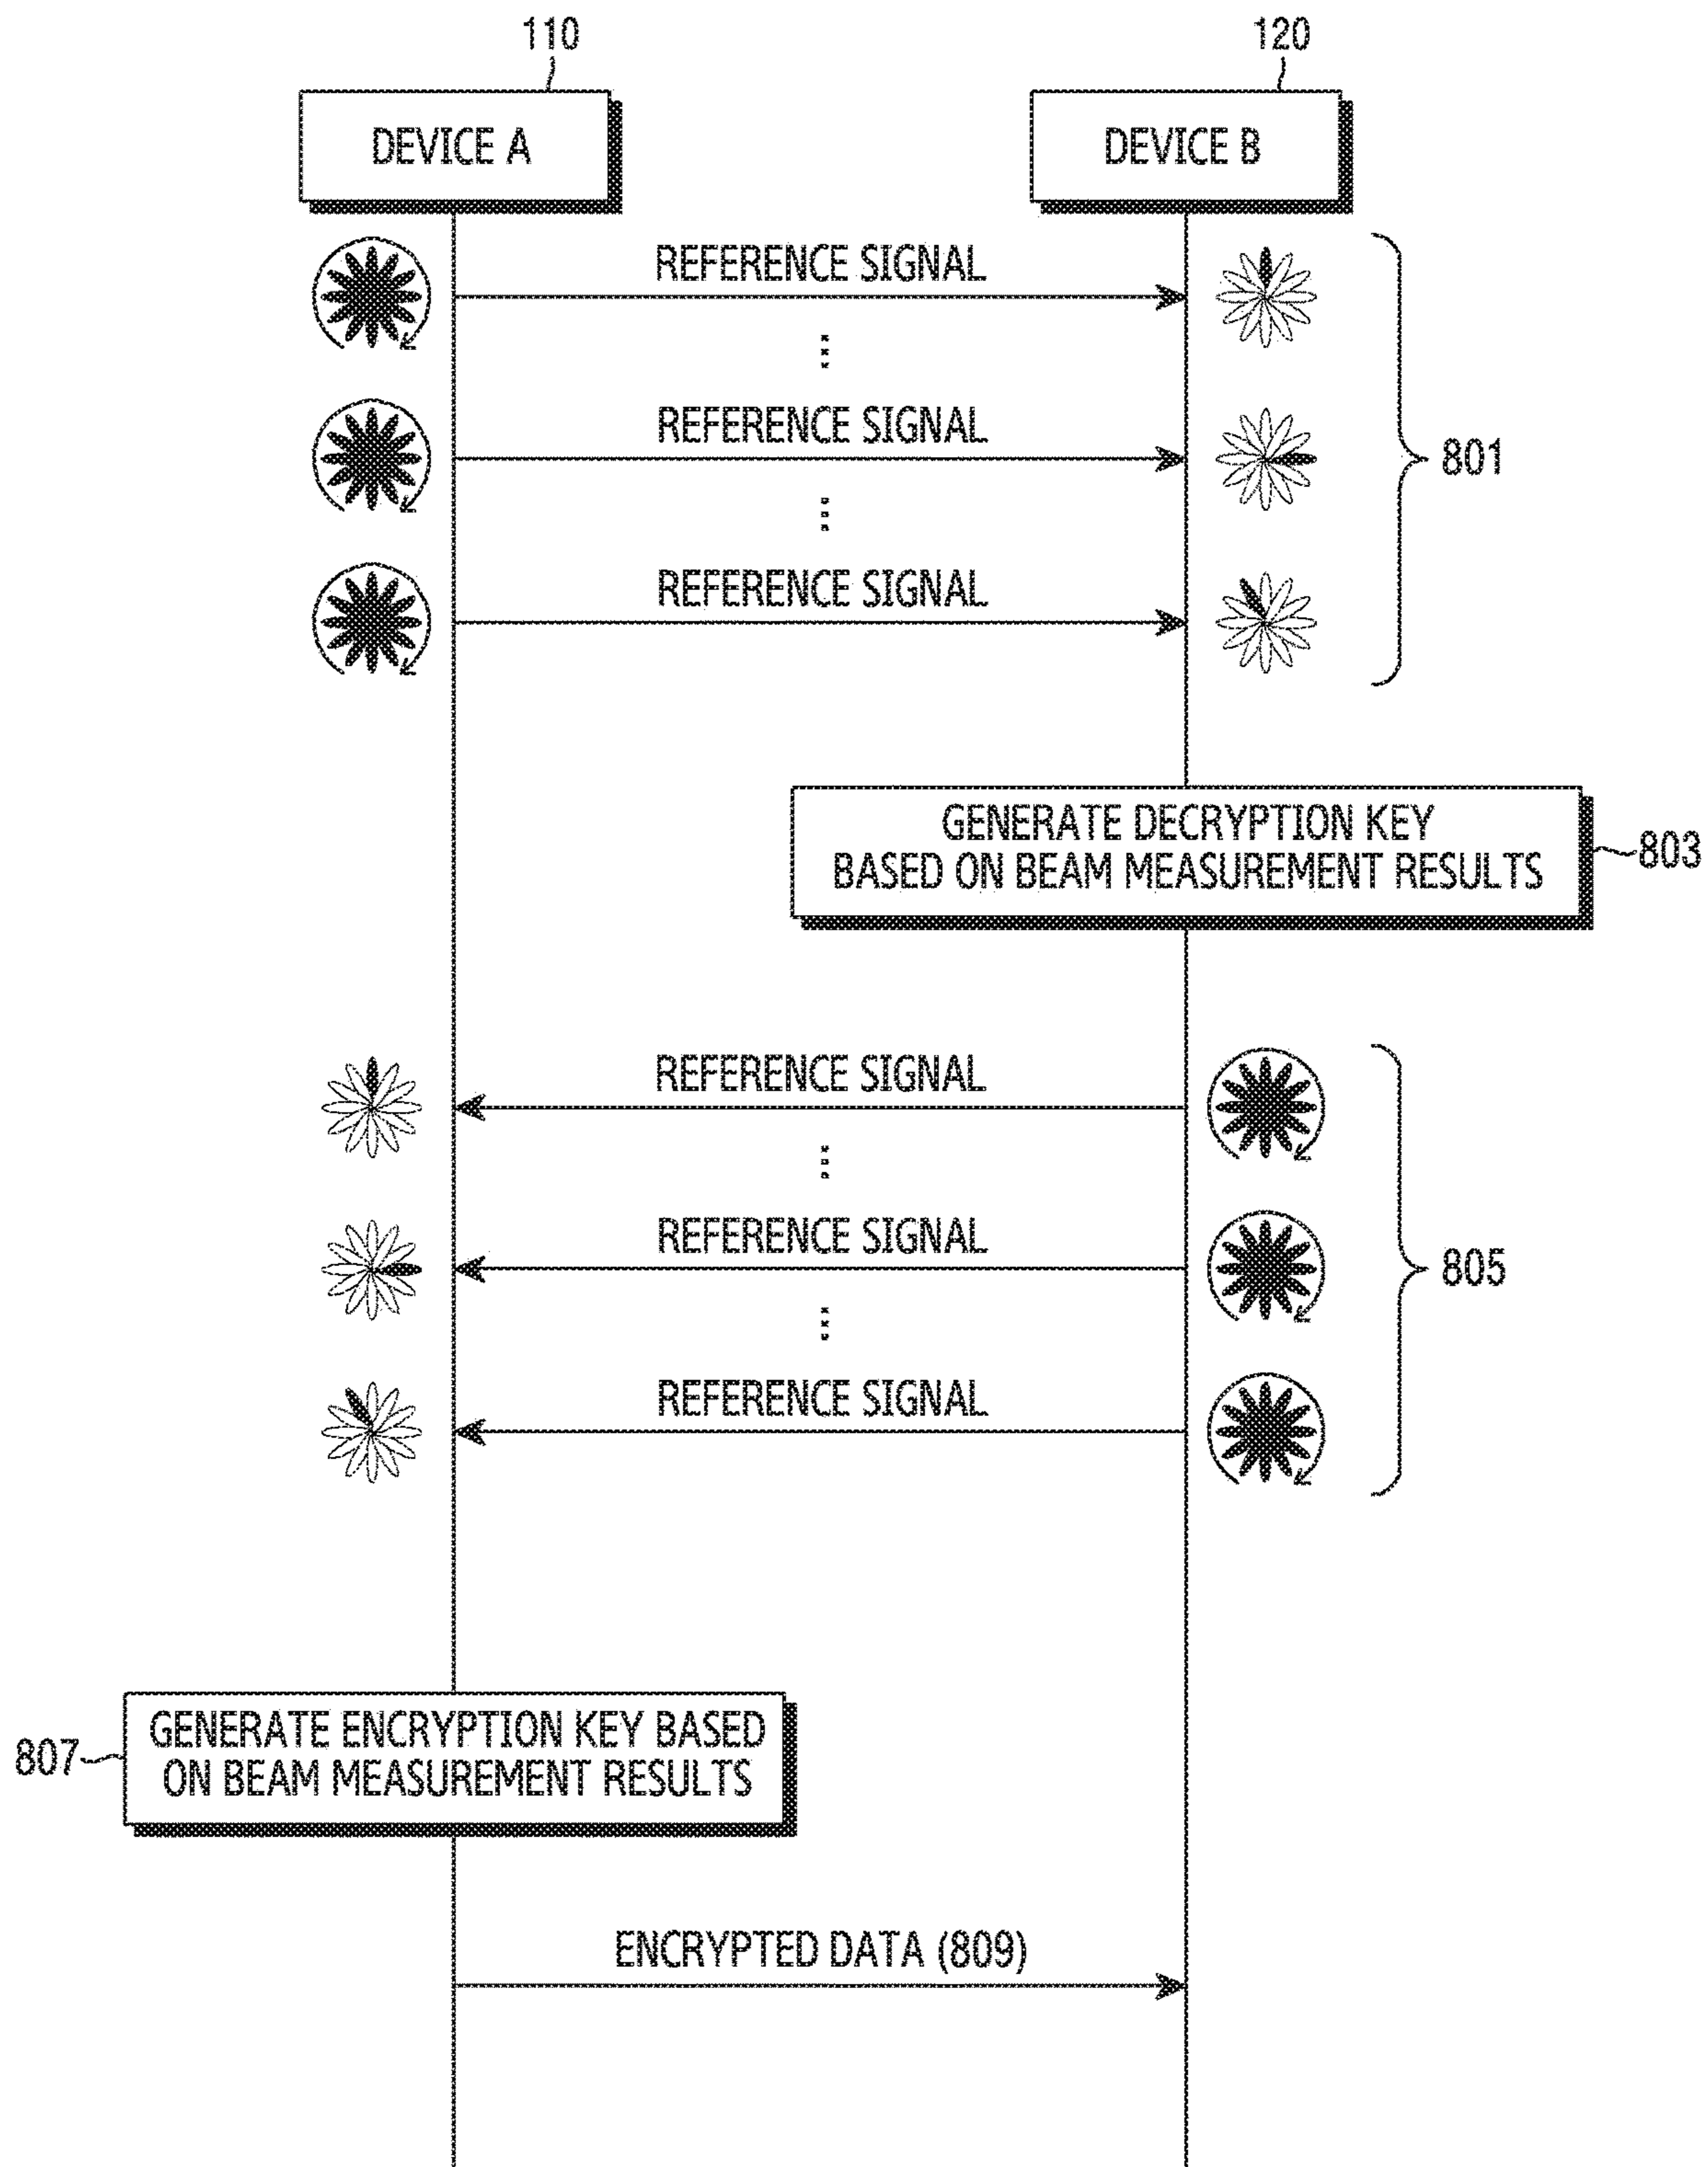 110
120
DEVICE A
DEVICE B
REFERENCE SIGNAL
REFERENCE SIGNAL
801
REFERENCE SIGNAL
GENERATE DECRYPTION KEY
BASED ON BEAM MEASUREMENT RESULTS
803
REFERENCE SIGNAL
REFERENCE SIGNAL
805
REFERENCE SIGNAL
GENERATE ENCRYPTION KEY BASED
ON BEAM MEASUREMENT RESULTS
807
ENCRYPTED DATA (809)